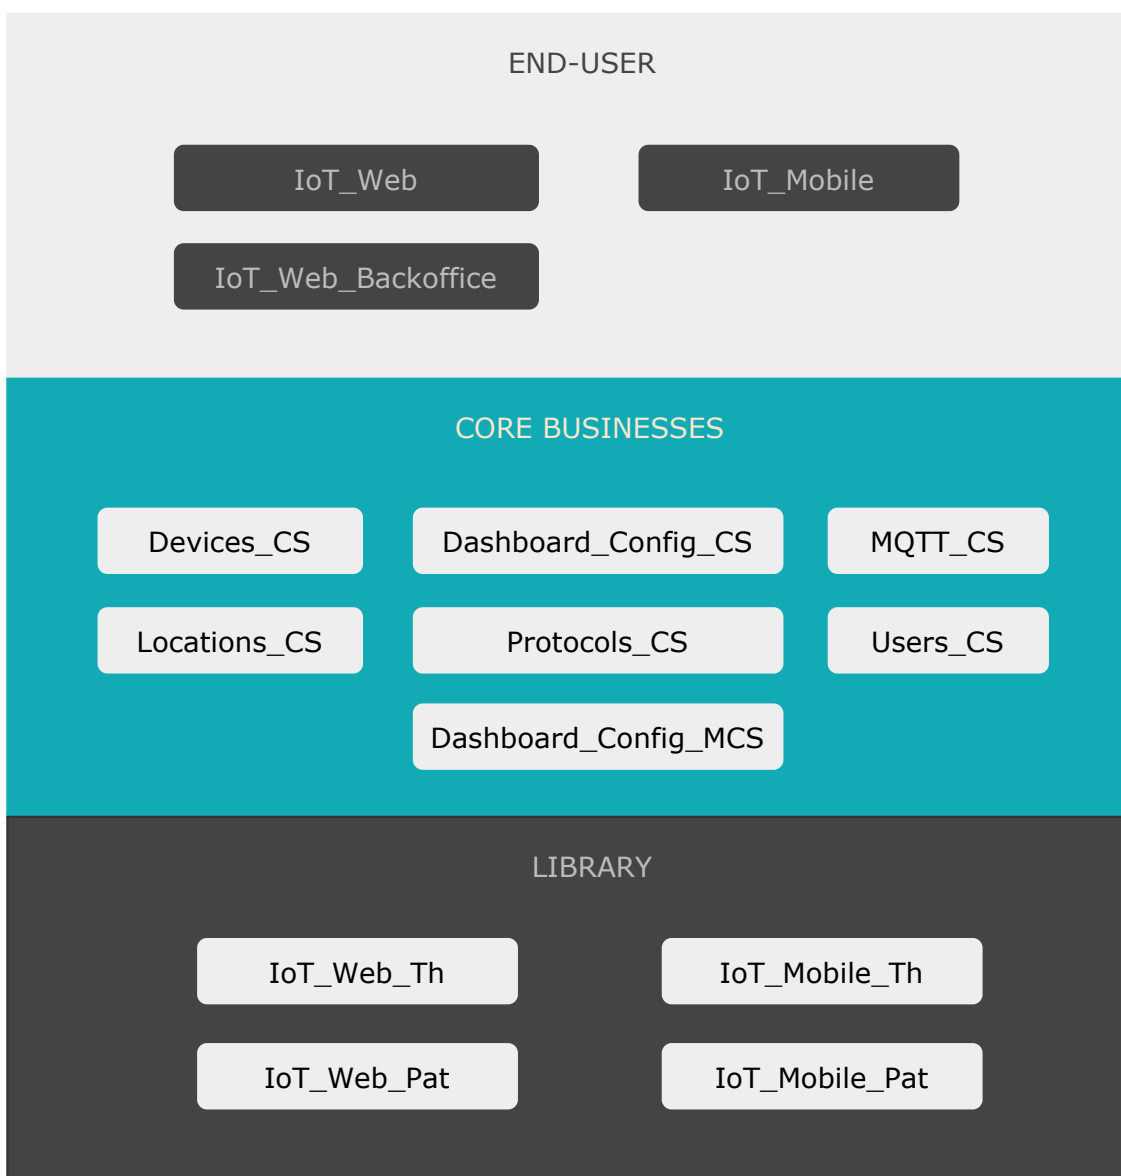 END-USER
IoT_Web
IoT_Mobile
IoT_Web_Backoffice
CORE BUSINESSES
Devices_CS
Dashboard_Config_CS
MQTT_CS
Locations_CS
Protocols_CS
Users_CS
Dashboard_Config_MCS
LIBRARY
IoT_Web_Th
IoT_Mobile_Th
IoT_Web_Pat
IoT_Mobile_Pat